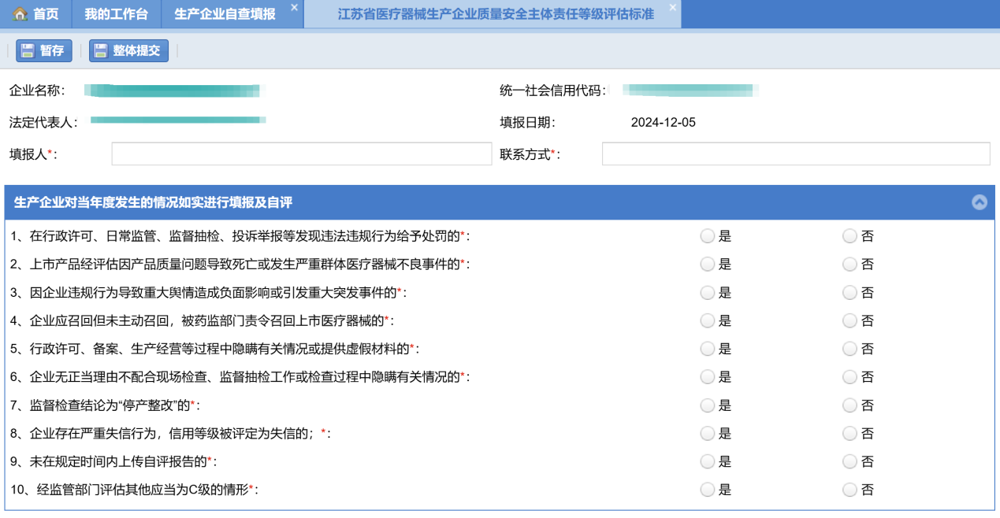 首页 我的工作台 生产企业自查填报 江苏省医疗器械生产企业质量安全主体责任等级评估标准
暂存 整体提交
企业名称： 统一社会信用代码：
法定代表人： 填报日期： 2024-12-05
填报人*： 联系方式*：
生产企业对当年度发生的情况如实进行填报及自评
1、在行政许可、日常监管、监督抽检、投诉举报等发现违法违规行为给予处罚的*： 是 否
2、上市产品经评估因产品质量问题导致死亡或发生严重群体医疗器械不良事件的*： 是 否
3、因企业违规行为导致重大舆情造成负面影响或引发重大突发事件的*： 是 否
4、企业应召回但未主动召回，被药监部门责令召回上市医疗器械的*： 是 否
5、行政许可、备案、生产经营等过程中隐瞒有关情况或提供虚假材料的*： 是 否
6、企业无正当理由不配合现场检查、监督抽检工作或检查过程中隐瞒有关情况的*： 是 否
7、监督检查结论为“停产整改”的*： 是 否
8、企业存在严重失信行为，信用等级被评定为失信的；*： 是 否
9、未在规定时间内上传自评报告的*： 是 否
10、经监管部门评估其他应当为C级的情形*： 是 否